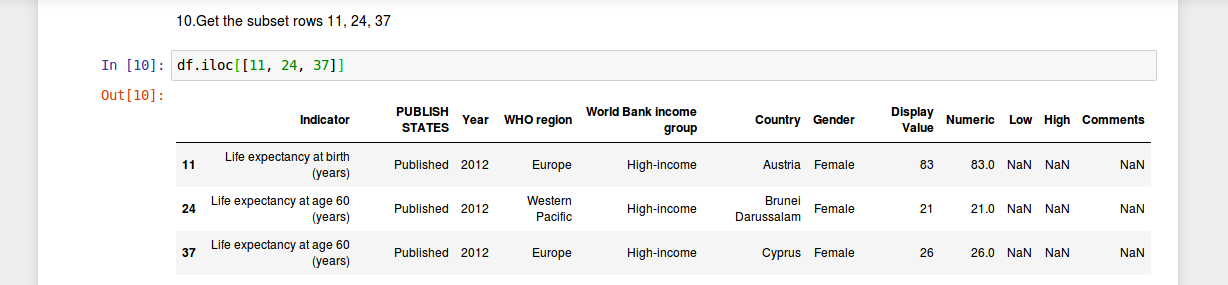 10.Get the subset rows 11, 24, 37
In [10]: df.iloc[[11, 24, 37]]
Out[10]:
Indicator PUBLISH STATES Year WHO region World Bank income group Country Gender Display Value Numeric Low High Comments
11 Life expectancy at birth (years) Published 2012 Europe High-income Austria Female 83 83.0 NaN NaN NaN
24 Life expectancy at age 60 (years) Published 2012 Western Pacific High-income Brunei Darussalam Female 21 21.0 NaN NaN NaN
37 Life expectancy at age 60 (years) Published 2012 Europe High-income Cyprus Female 26 26.0 NaN NaN NaN